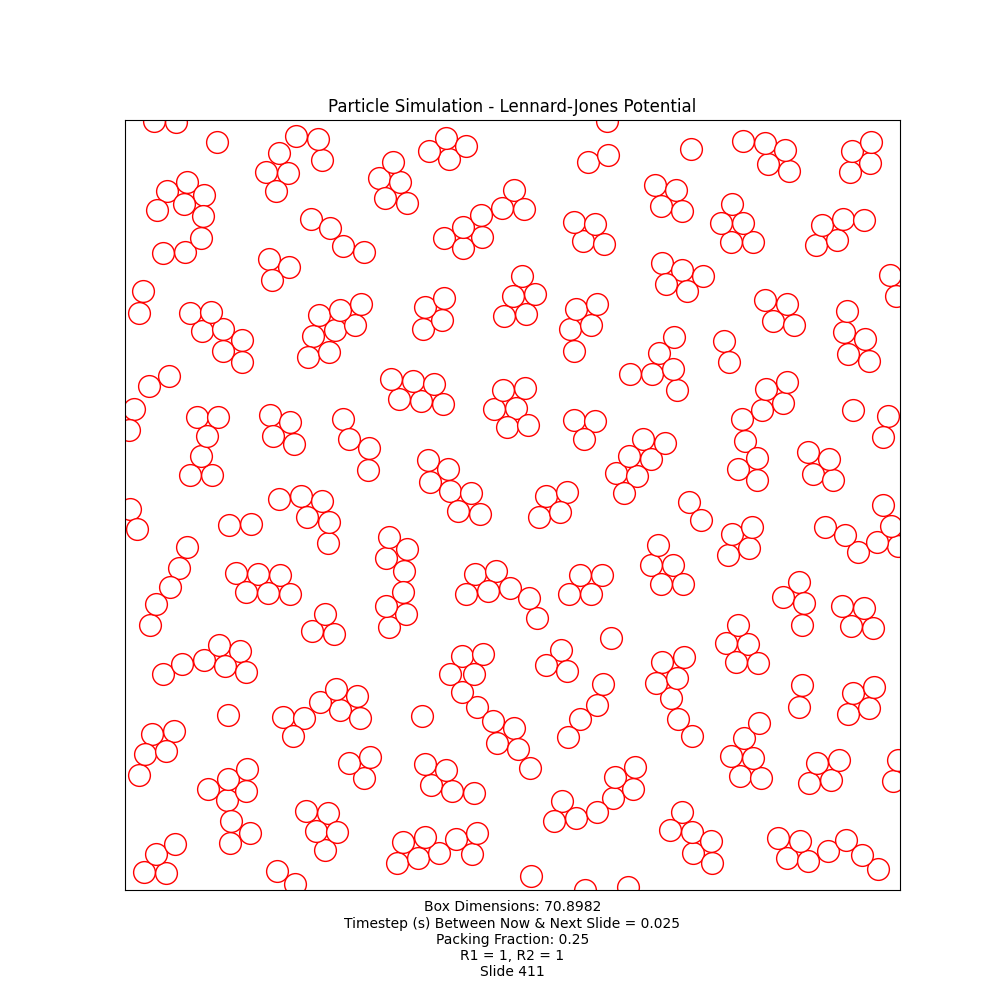 Particle Simulation - Lennard-Jones Potential
Box Dimensions: 70.8982
Timestep (s) Between Now & Next Slide = 0.025
Packing Fraction: 0.25
R1 = 1, R2 = 1
Slide 411